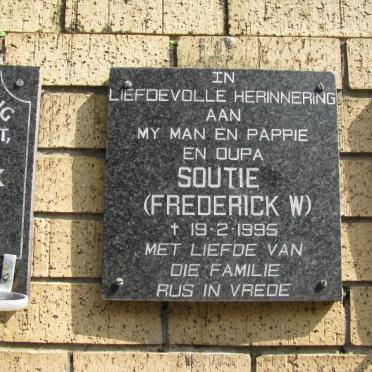 IN
LIEFDEVOLLE HERINNERING
AAN
MY MAN EN PAPPIE
EN OUPA
SOUTIE
(FREDERICK W)
† 19-2-1995
MET LIEFDE VAN
DIE FAMILIE
RUS IN VREDE